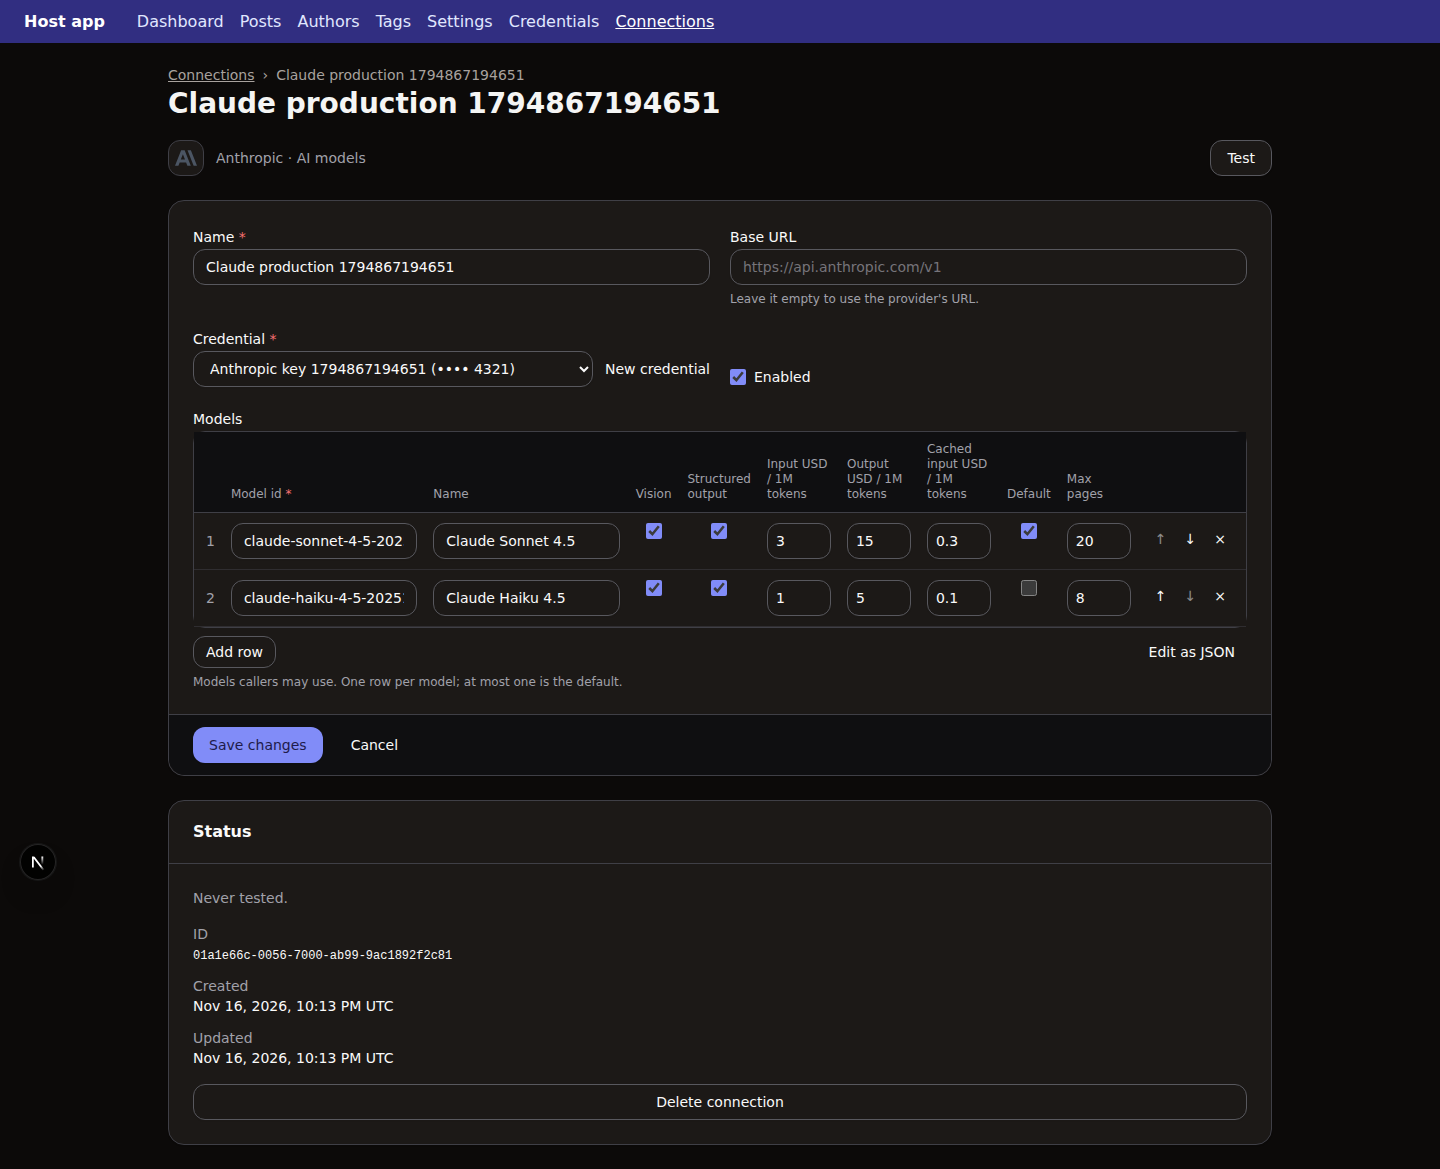 Host app Dashboard Posts Authors Tags Settings Credentials Connections
Connections › Claude production 1794867194651
Claude production 1794867194651
Anthropic · AI models
Test
Name * Base URL
Claude production 1794867194651
https://api.anthropic.com/v1
Leave it empty to use the provider's URL.
Credential *
Anthropic key 1794867194651 (•••• 4321) New credential
Enabled
Models
Model id * Name Vision Structured output Input USD / 1M tokens Output USD / 1M tokens Cached input USD / 1M tokens Default Max pages
1 claude-sonnet-4-5-202 Claude Sonnet 4.5 3 15 0.3 20 ↑ ↓ ×
2 claude-haiku-4-5-2025 Claude Haiku 4.5 1 5 0.1 8 ↑ ↓ ×
Add row Edit as JSON
Models callers may use. One row per model; at most one is the default.
Save changes Cancel
Status
Never tested.
ID
01a1e66c-0056-7000-ab99-9ac1892f2c81
Created
Nov 16, 2026, 10:13 PM UTC
Updated
Nov 16, 2026, 10:13 PM UTC
Delete connection